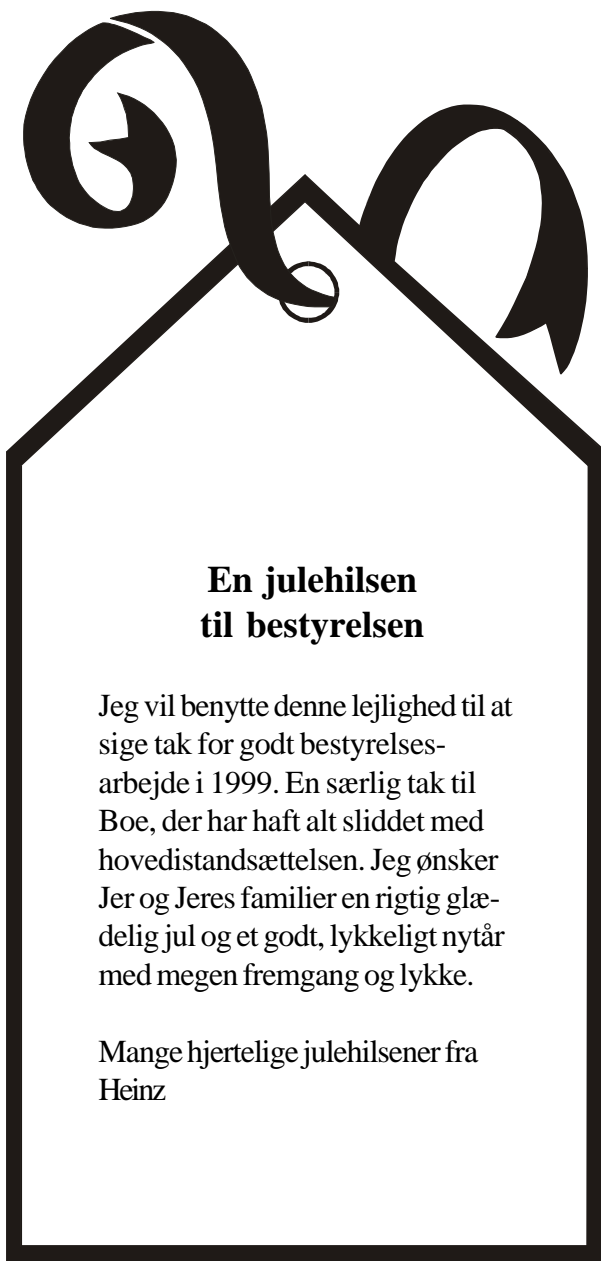 En julehilsen
til bestyrelsen
Jeg vil benytte denne lejlighed til at
sige tak for godt bestyrelses-
arbejde i 1999. En særlig tak til
Boe, der har haft alt sliddet med
hovedistandsættelsen. Jeg ønsker
Jer og Jeres familier en rigtig glæ-
delig jul og et godt, lykkeligt nytår
med megen fremgang og lykke.
Mange hjertelige julehilsener fra
Heinz